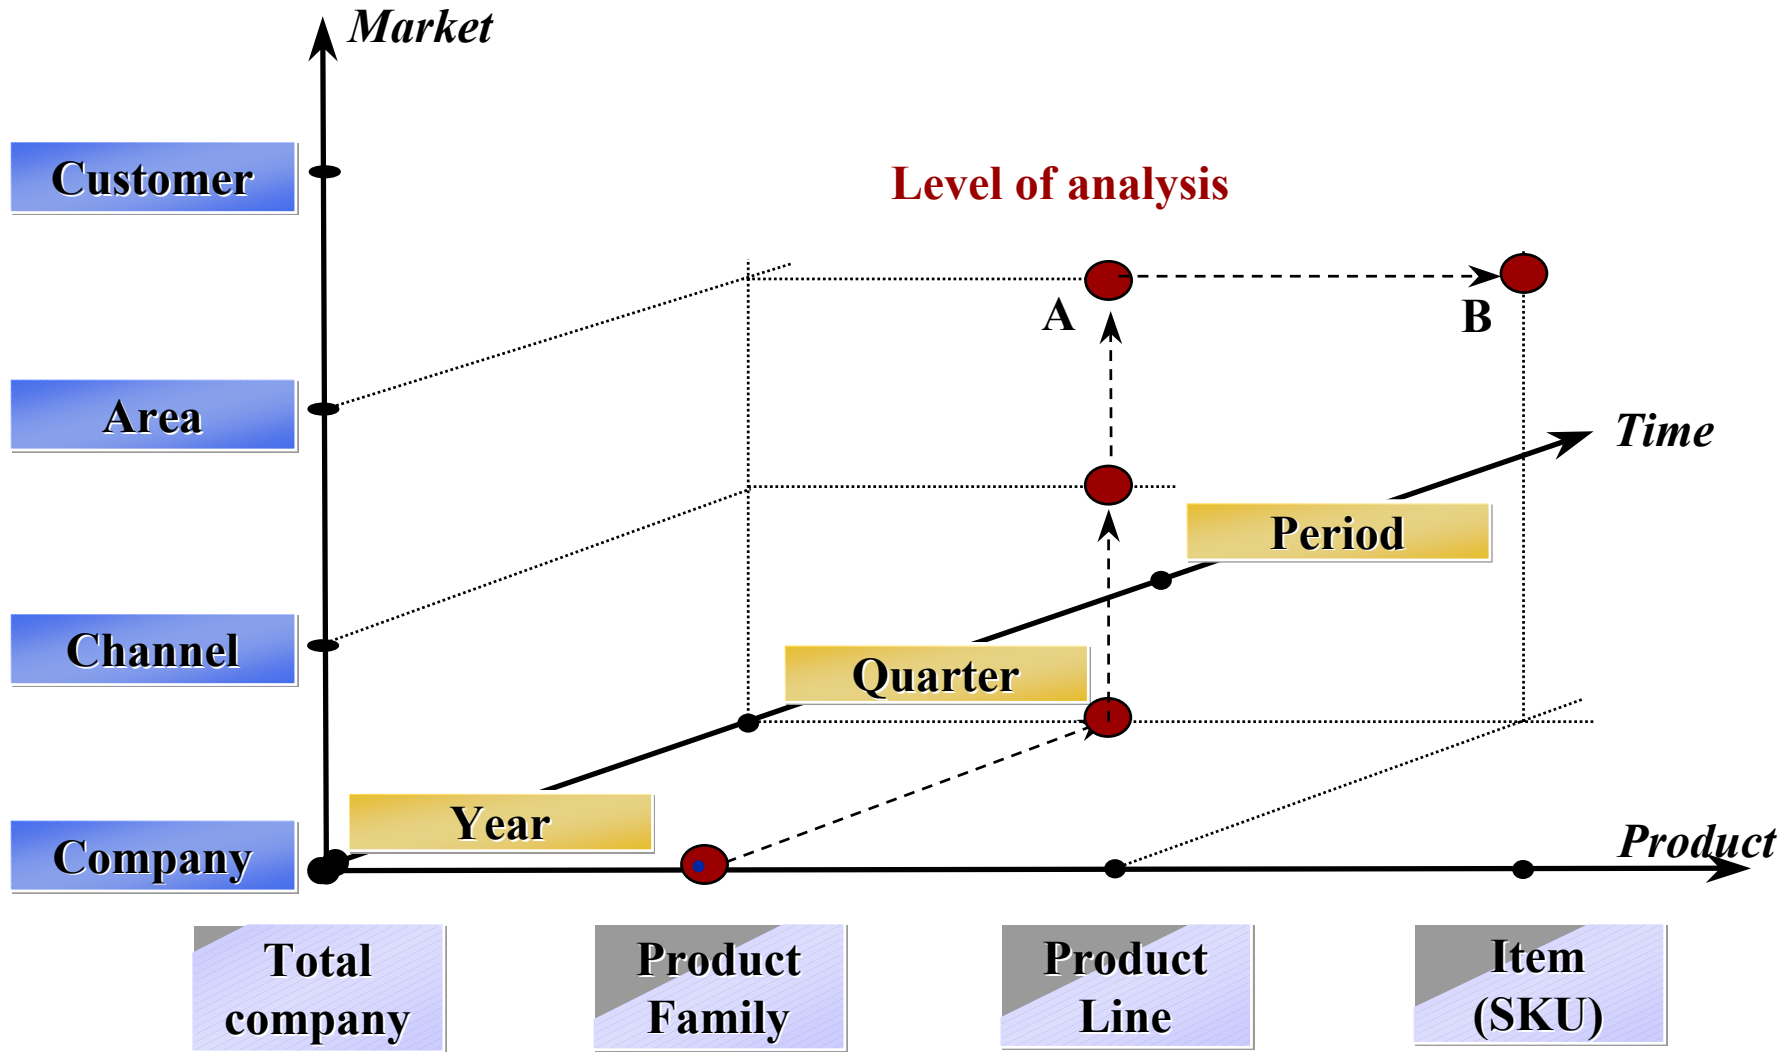 Market
Customer
Level of analysis
A
B
Area
Time
Period
Channel
Quarter
Year
Company
Product
Total
company
Product
Family
Product
Line
Item
(SKU)